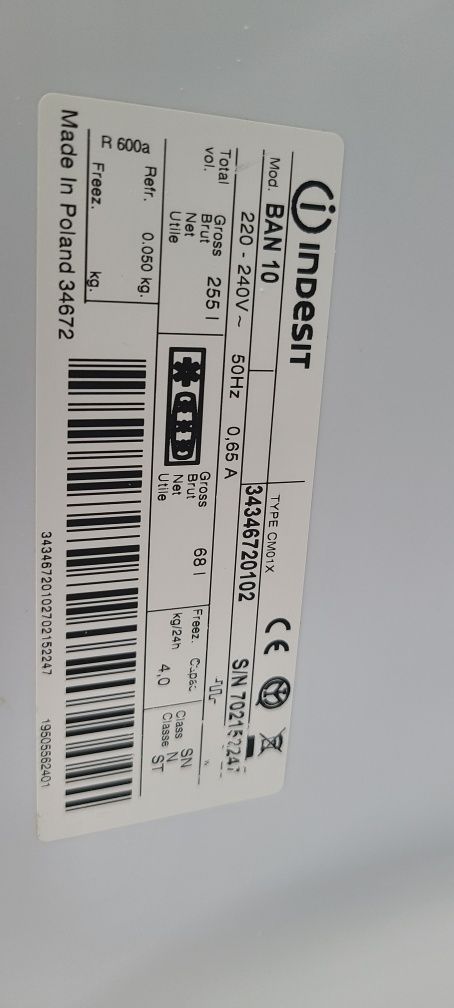 INDESIT
Mod. BAN 10
TYPE CM01X
34346720102
220 - 240V ~ 50Hz 0,65 A
S/N 702152247
Total vol.
Gross
Brut
Net
Utile
255 l
Gross
Brut
Net
Utile
68 l
Freez. Capac
kg/24h 4,0
Class
Classe
SN
N
ST
R 600a
Refr. 0.050 kg.
Freez. kg.
Made In Poland 34672
34346720102702152247
19505562401